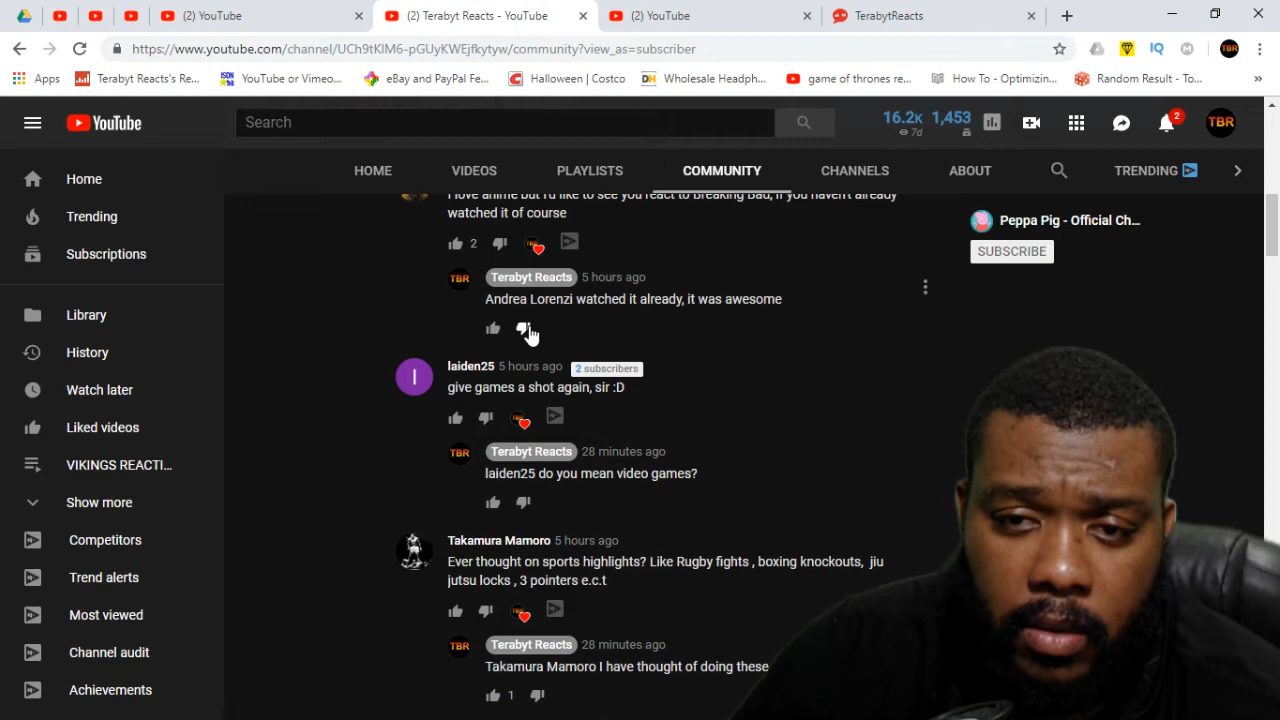 (2) YouTube
(2) Terabyt Reacts - YouTube
(2) YouTube
TerabytReacts
https://www.youtube.com/channel/UCh9tKlM6-pGUyKWEjfkytyw/community?view_as=subscriber
Apps
Terabyt Reacts's Re...
YouTube or Vimeo...
eBay and PayPal Fe...
Halloween | Costco
DH Wholesale Headph...
game of thrones re...
How To - Optimizin...
Random Result - To...
YouTube
Search
16.2K 1,453
7d
2
TBR
HOME
VIDEOS
PLAYLISTS
COMMUNITY
CHANNELS
ABOUT
TRENDING
Home
Trending
Subscriptions
Library
History
Watch later
Liked videos
VIKINGS REACTI...
Show more
Competitors
Trend alerts
Most viewed
Channel audit
Achievements
I love anime but I'd like to see you react to Breaking Bad, if you haven't already
watched it of course
2
TBR Terabyt Reacts 5 hours ago
Andrea Lorenzi watched it already, it was awesome
I laiden25 5 hours ago 2 subscribers
give games a shot again, sir :D
TBR Terabyt Reacts 28 minutes ago
laiden25 do you mean video games?
Takamura Mamoro 5 hours ago
Ever thought on sports highlights? Like Rugby fights , boxing knockouts, jiu
jutsu locks , 3 pointers e.c.t
TBR Terabyt Reacts 28 minutes ago
Takamura Mamoro I have thought of doing these
1
Peppa Pig - Official Ch...
SUBSCRIBE